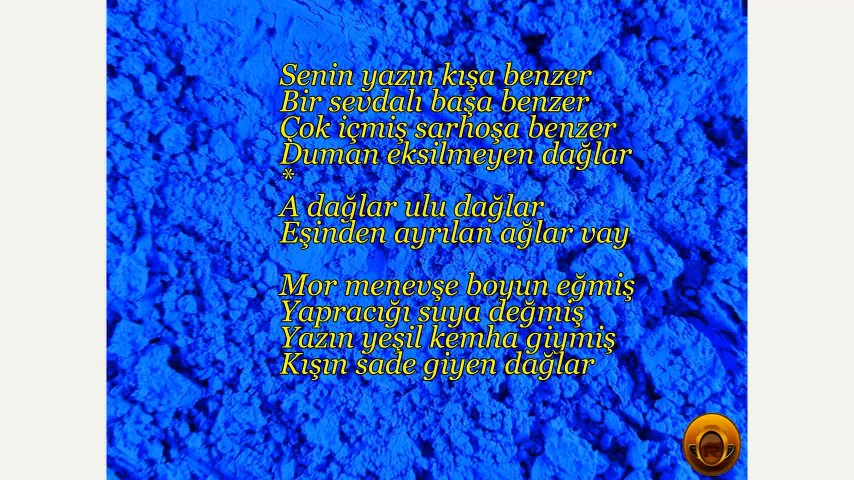 Senin yazın kışa benzer
Bir sevdalı başa benzer
Çok içmiş sarhoşa benzer
Duman eksilmeyen dağlar
*
A dağlar ulu dağlar
Eşinden ayrılan ağlar vay
Mor menevşe boyun eğmiş
Yapracığı suya değmiş
Yazın yeşil kemha giymiş
Kışın sade giyen dağlar